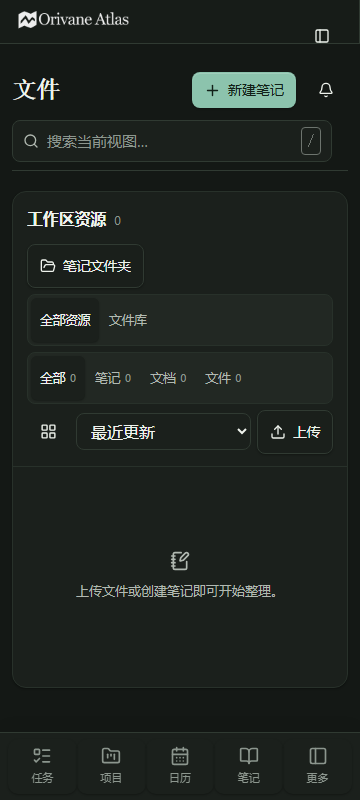 Orivane Atlas
文件
新建笔记
搜索当前视图... /
工作区资源 0
笔记文件夹
全部资源 文件库
全部 0 笔记 0 文档 0 文件 0
最近更新 上传
上传文件或创建笔记即可开始整理。
任务 项目 日历 笔记 更多